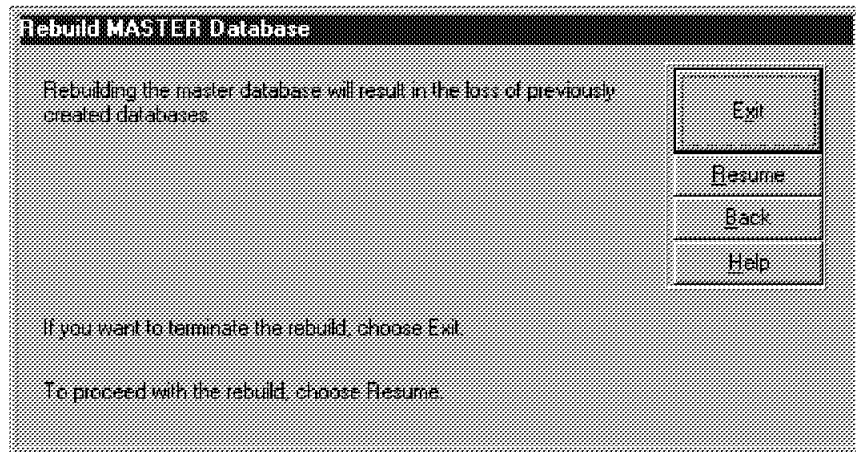 Rebuild MASTER Database
Rebuilding the master database will result in the loss of previously
created databases.
Exit
Resume
Back
Help
If you want to terminate the rebuild, choose Exit.
To proceed with the rebuild, choose Resume.